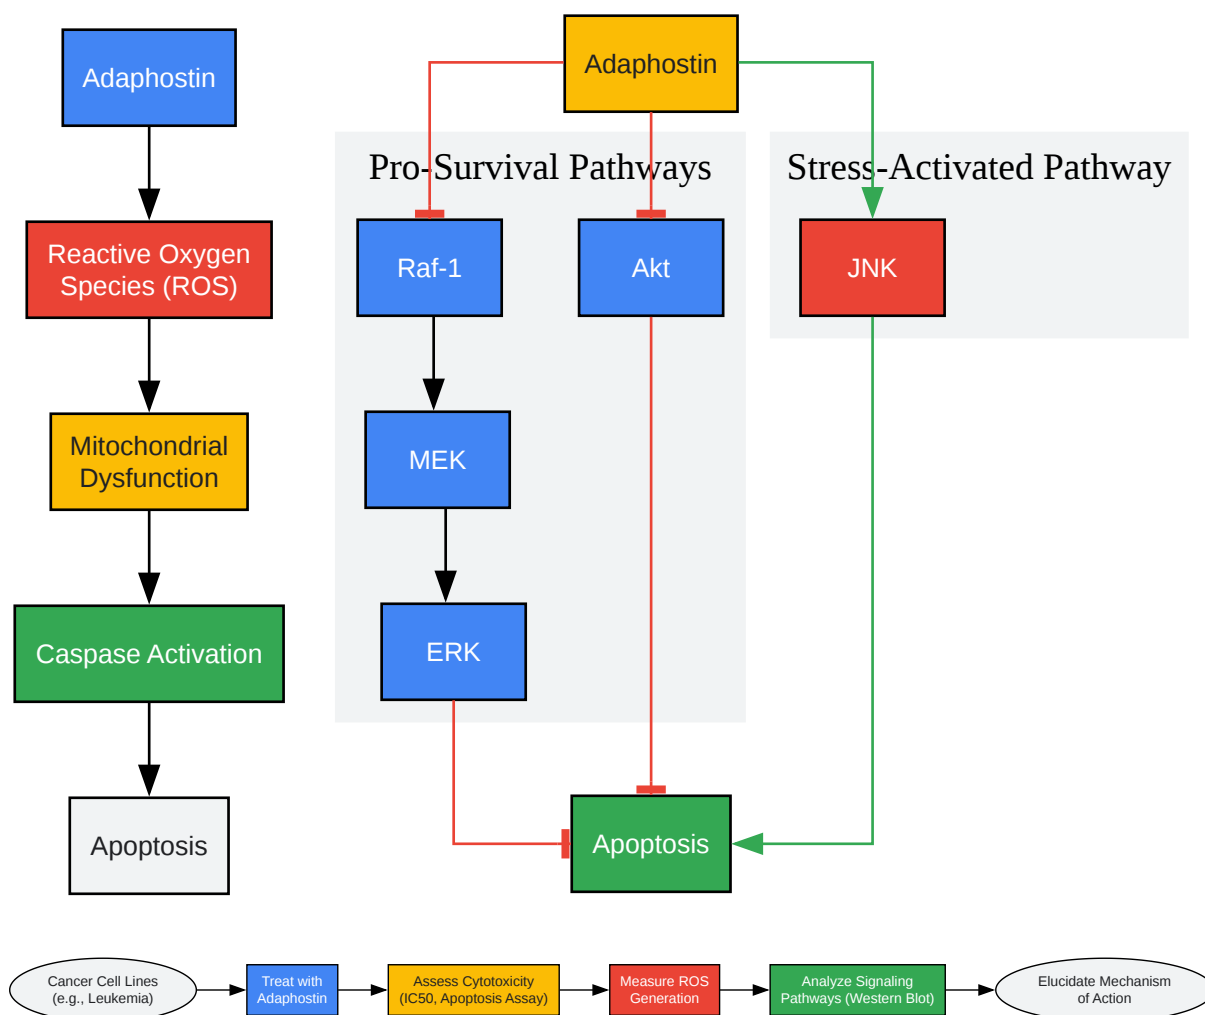 Adaphostin
Reactive Oxygen
Species (ROS)
Mitochondrial
Dysfunction
Caspase Activation
Apoptosis
Adaphostin
Pro-Survival Pathways
Stress-Activated Pathway
Raf-1
Akt
JNK
MEK
ERK
Apoptosis
Cancer Cell Lines
(e.g., Leukemia)
Treat with
Adaphostin
Assess Cytotoxicity
(IC50, Apoptosis Assay)
Measure ROS
Generation
Analyze Signaling
Pathways (Western Blot)
Elucidate Mechanism
of Action